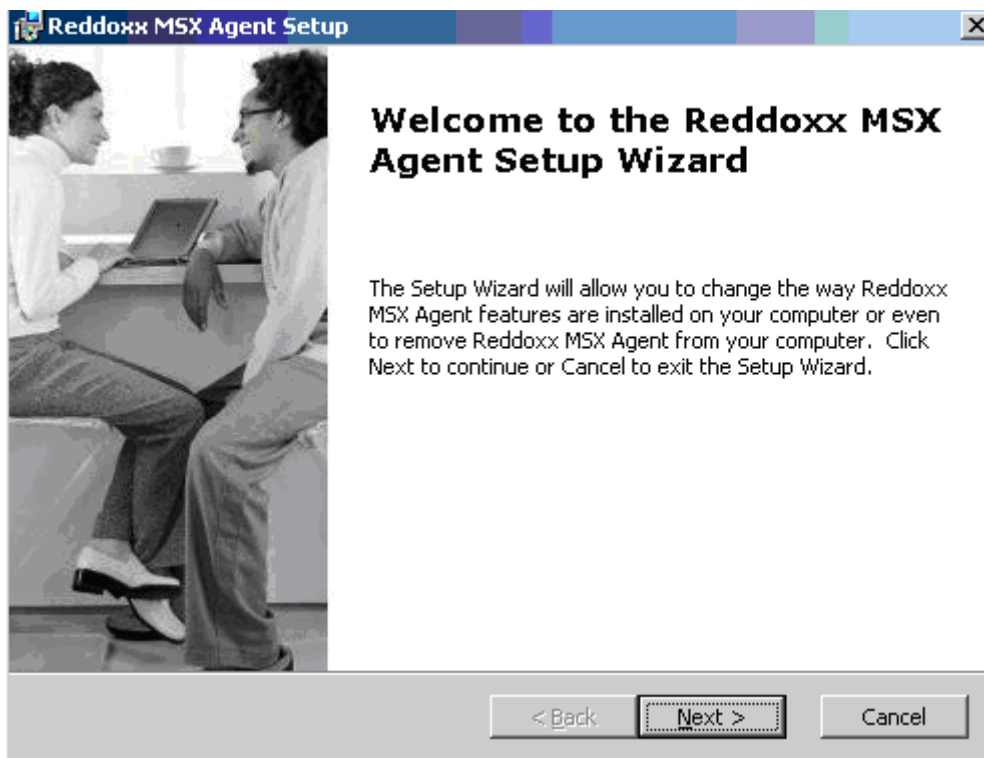 Reddoxx MSX Agent Setup
Welcome to the Reddoxx MSX
Agent Setup Wizard
The Setup Wizard will allow you to change the way Reddoxx
MSX Agent features are installed on your computer or even
to remove Reddoxx MSX Agent from your computer.  Click
Next to continue or Cancel to exit the Setup Wizard.
< Back
Next >
Cancel